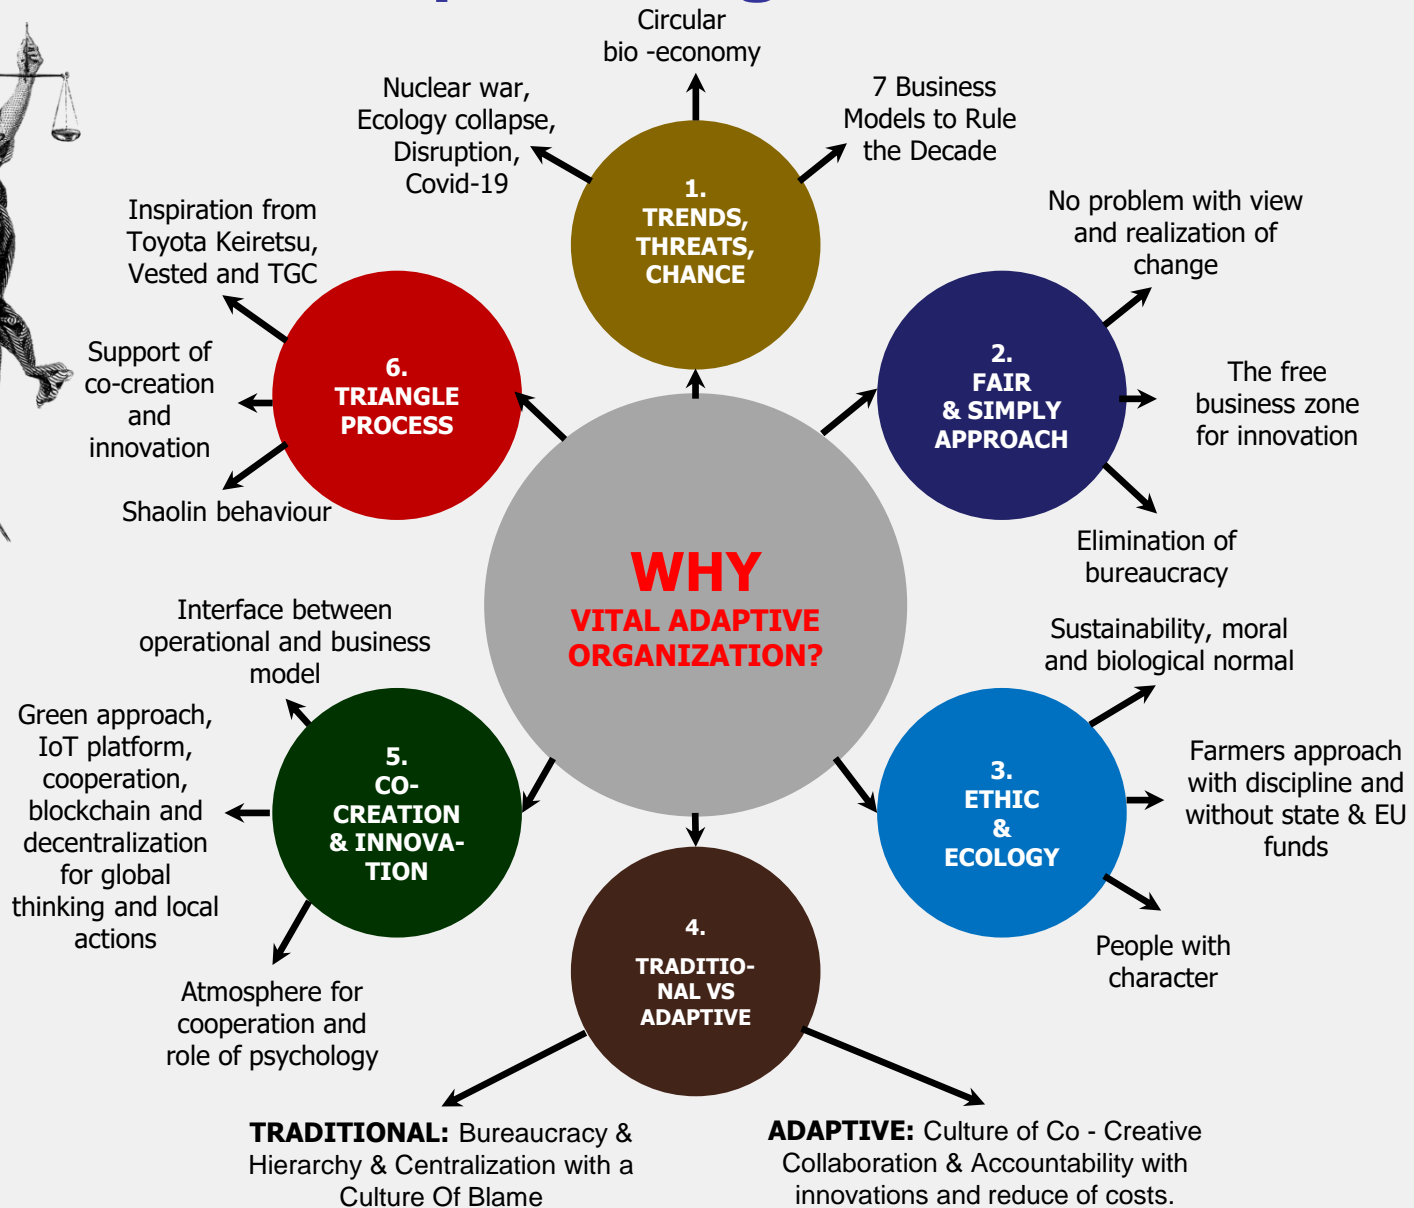 Circular
bio -economy
Nuclear war,
Ecology collapse,
Disruption,
Covid-19
7 Business
Models to Rule
the Decade
1.
TRENDS,
THREATS,
CHANCE
No problem with view
and realization of
change
2.
FAIR
& SIMPLY
APPROACH
The free
business zone
for innovation
Elimination of
bureaucracy
Inspiration from
Toyota Keiretsu,
Vested and TGC
6.
TRIANGLE
PROCESS
Support of
co-creation
and
innovation
Shaolin behaviour
WHY
VITAL ADAPTIVE
ORGANIZATION?
Sustainability, moral
and biological normal
3.
ETHIC
&
ECOLOGY
Farmers approach
with discipline and
without state & EU
funds
People with
character
Interface between
operational and business
model
5.
CO-
CREATION
& INNOVA-
TION
Green approach,
IoT platform,
cooperation,
blockchain and
decentralization
for global
thinking and local
actions
Atmosphere for
cooperation and
role of psychology
4.
TRADITIO-
NAL VS
ADAPTIVE
TRADITIONAL: Bureaucracy &
Hierarchy & Centralization with a
Culture Of Blame
ADAPTIVE: Culture of Co - Creative
Collaboration & Accountability with
innovations and reduce of costs.